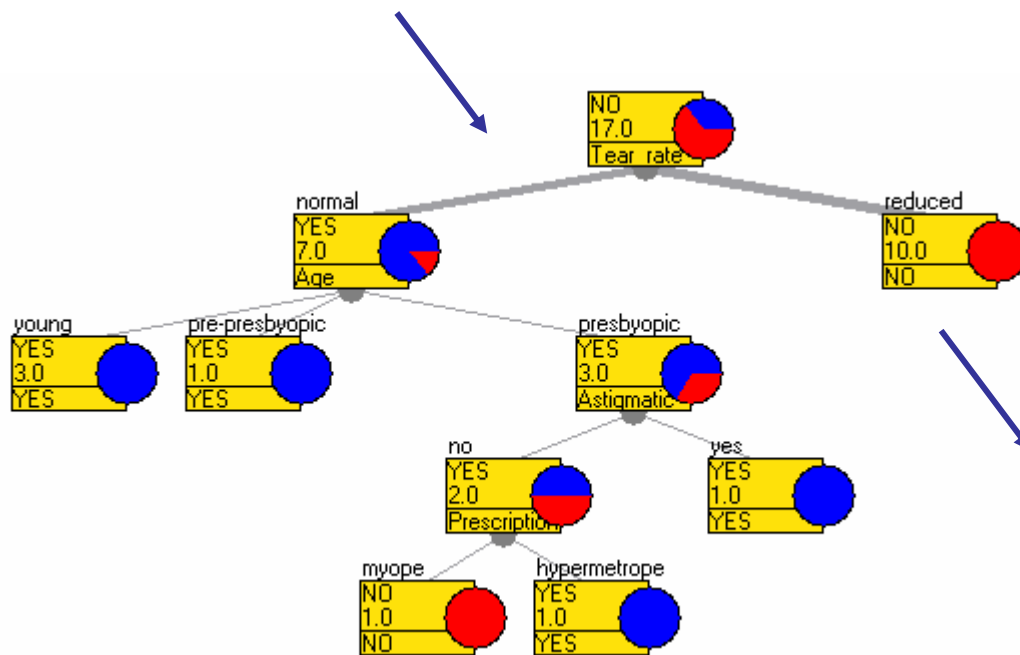 NO
17.0
Tear rate
normal
YES
7.0
Age
reduced
NO
10.0
NO
young
YES
3.0
YES
pre-presbyopic
YES
1.0
YES
presbyopic
YES
3.0
Astigmatic
no
YES
2.0
Prescription
yes
YES
1.0
YES
myope
NO
1.0
NO
hypermetrope
YES
1.0
YES